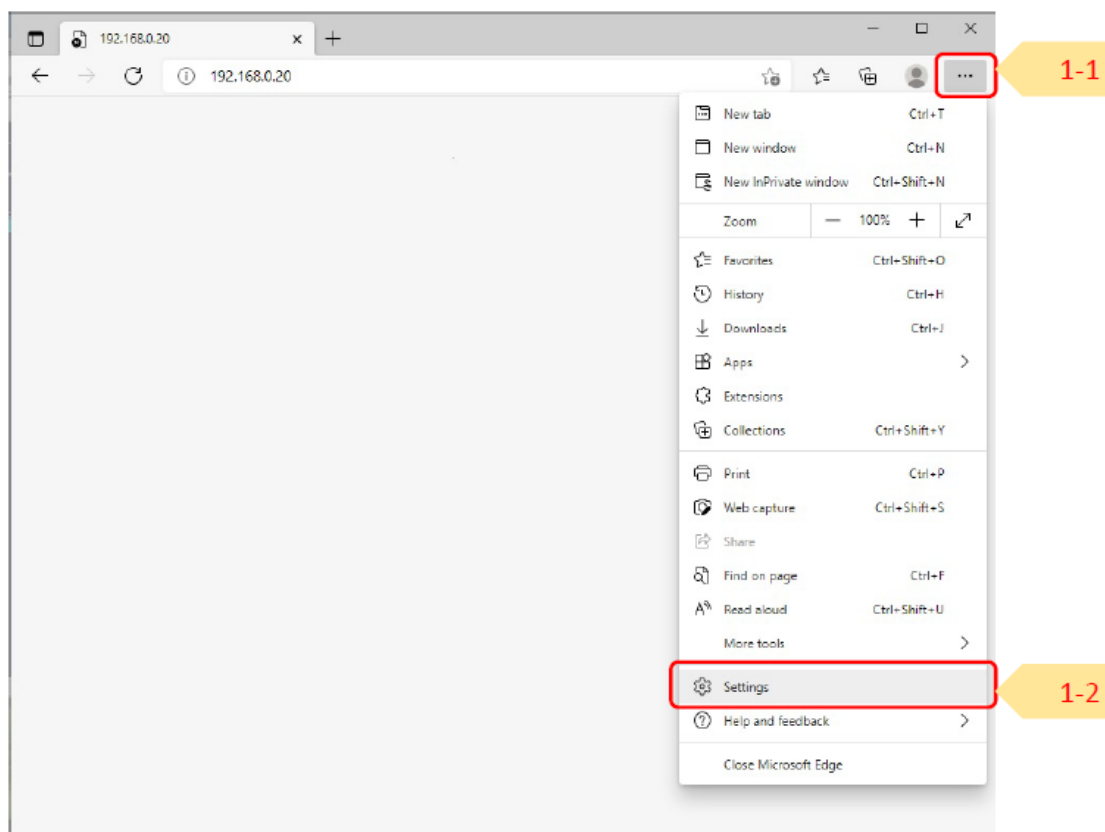 192.168.0.20
192.168.0.20
1-1
New tab Ctrl+T
New window Ctrl+N
New InPrivate window Ctrl+Shift+N
Zoom — 100% +
Favorites Ctrl+Shift+O
History Ctrl+H
Downloads Ctrl+J
Apps
Extensions
Collections Ctrl+Shift+Y
Print Ctrl+P
Web capture Ctrl+Shift+S
Share
Find on page Ctrl+F
Read aloud Ctrl+Shift+U
More tools
Settings
1-2
Help and feedback
Close Microsoft Edge